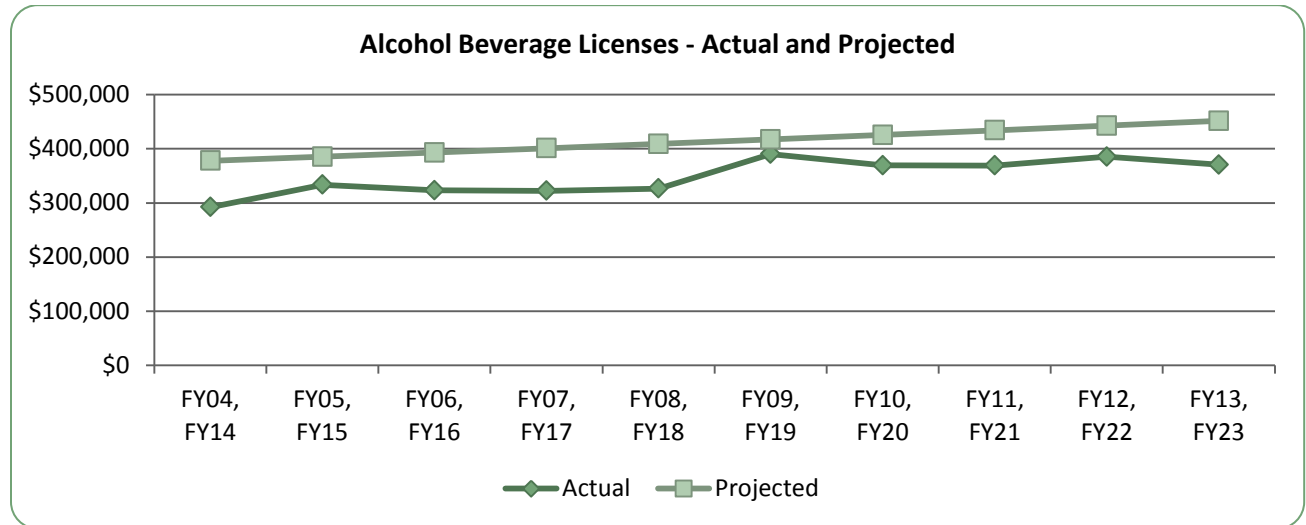 Alcohol Beverage Licenses - Actual and Projected
$500,000
$400,000
$300,000
$200,000
$100,000
$0
FY04, FY05, FY06, FY07, FY08, FY09, FY10, FY11, FY12, FY13,
FY14 FY15 FY16 FY17 FY18 FY19 FY20 FY21 FY22 FY23
Actual Projected